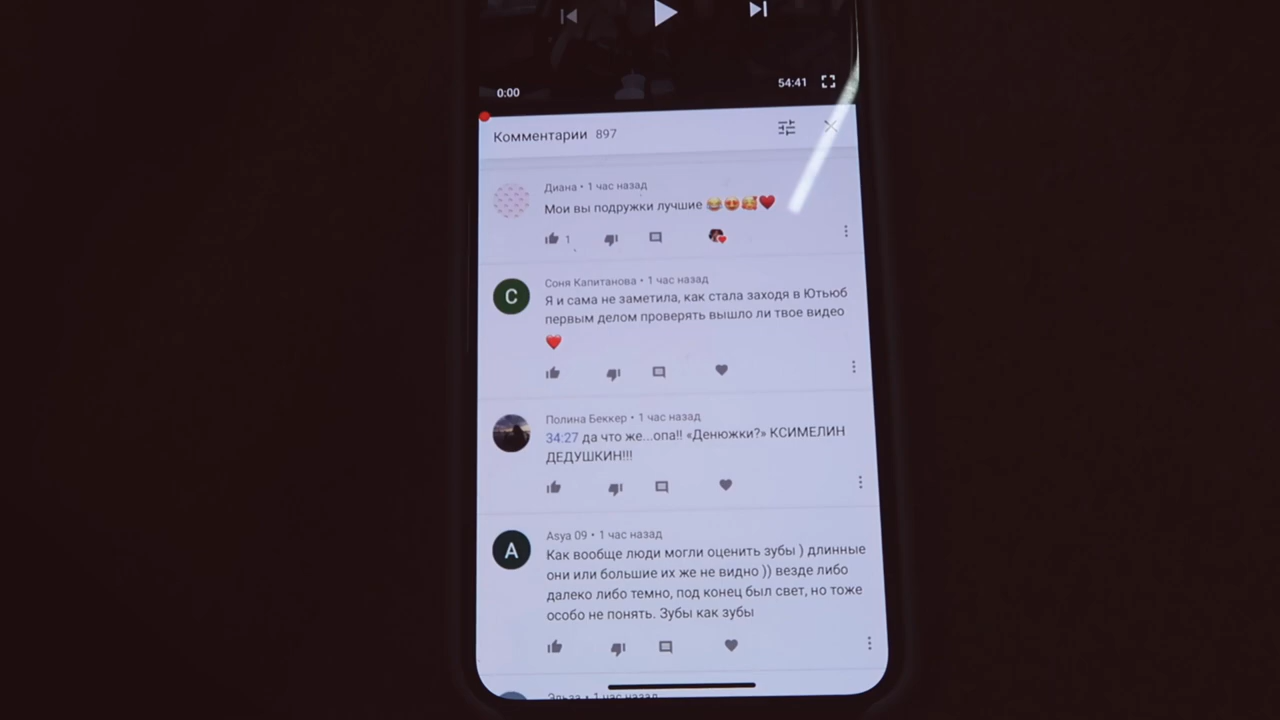 0:00
54:41
Комментарии 897
Диана • 1 час назад
Мои вы подружки лучшие 😂😍🥰❤️
1
С
Соня Капитанова • 1 час назад
Я и сама не заметила, как стала заходя в Ютьюб
первым делом проверять вышло ли твое видео
❤️
Полина Беккер • 1 час назад
34:27 да что же...опа!! «Денюжки?» КСИМЕЛИН
ДЕДУШКИН!!!
A
Asya 09 • 1 час назад
Как вообще люди могли оценить зубы ) длинные
они или большие их же не видно )) везде либо
далеко либо темно, под конец был свет, но тоже
особо не понять. Зубы как зубы
Эльза • 1 час назад